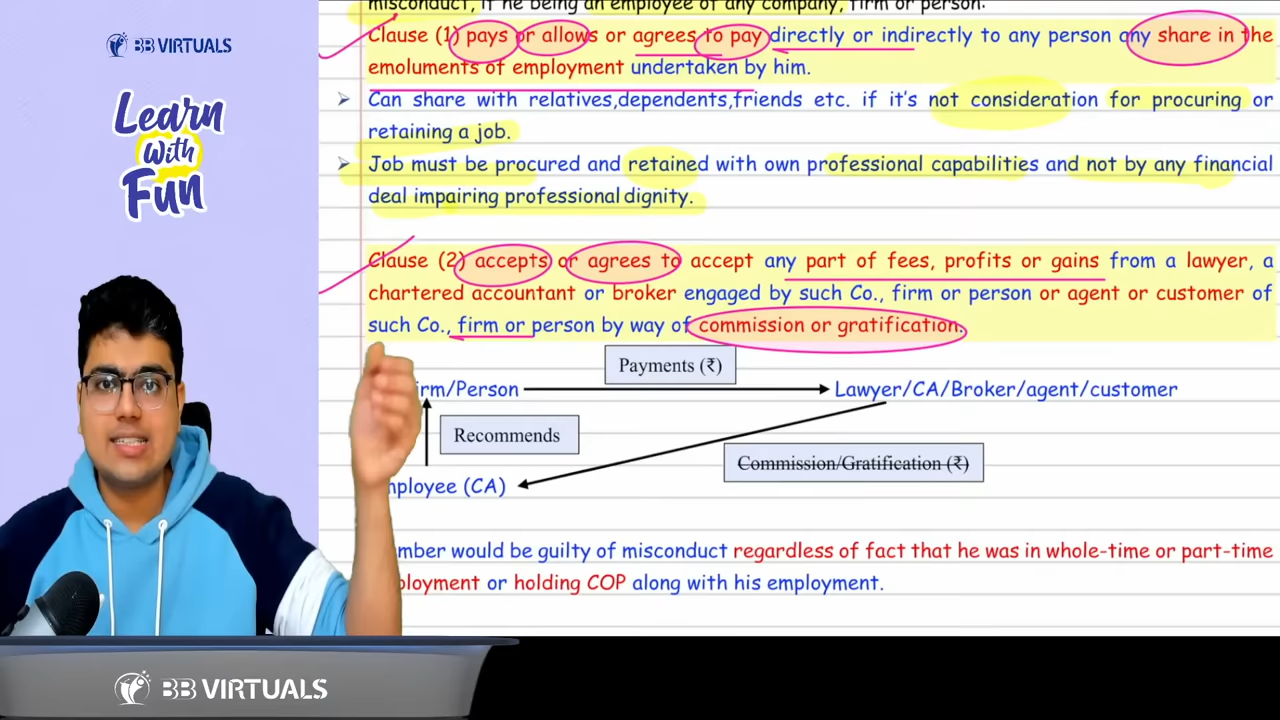 BB VIRTUALS
Learn
With
Fun
misconduct, if he being an employee of any company, firm or person:
Clause (1) pays or allows or agrees to pay directly or indirectly to any person any share in the
emoluments of employment undertaken by him.
Can share with relatives,dependents,friends etc. if it's not consideration for procuring or
retaining a job.
Job must be procured and retained with own professional capabilities and not by any financial
deal impairing professional dignity.
Clause (2) accepts or agrees to accept any part of fees, profits or gains from a lawyer, a
chartered accountant or broker engaged by such Co., firm or person or agent or customer of
such Co., firm or person by way of commission or gratification.
Payments (₹)
irm/Person
Lawyer/CA/Broker/agent/customer
Recommends
Commission/Gratification (₹)
mployee (CA)
mber would be guilty of misconduct regardless of fact that he was in whole-time or part-time
ployment or holding COP along with his employment.
BB VIRTUALS